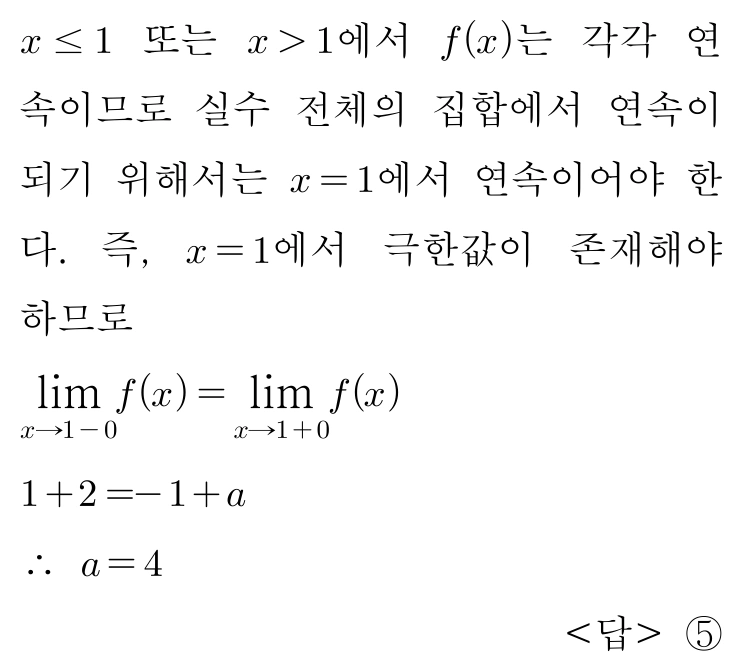 x ≤ 1 또는 x > 1에서 f(x)는 각각 연
속이므로 실수 전체의 집합에서 연속이
되기 위해서는 x = 1에서 연속이어야 한
다. 즉, x = 1에서 극한값이 존재해야
하므로
lim f(x) = lim f(x)
x→1−0 x→1+0
1+2 =− 1+a
∴ a = 4
<답> ⑤